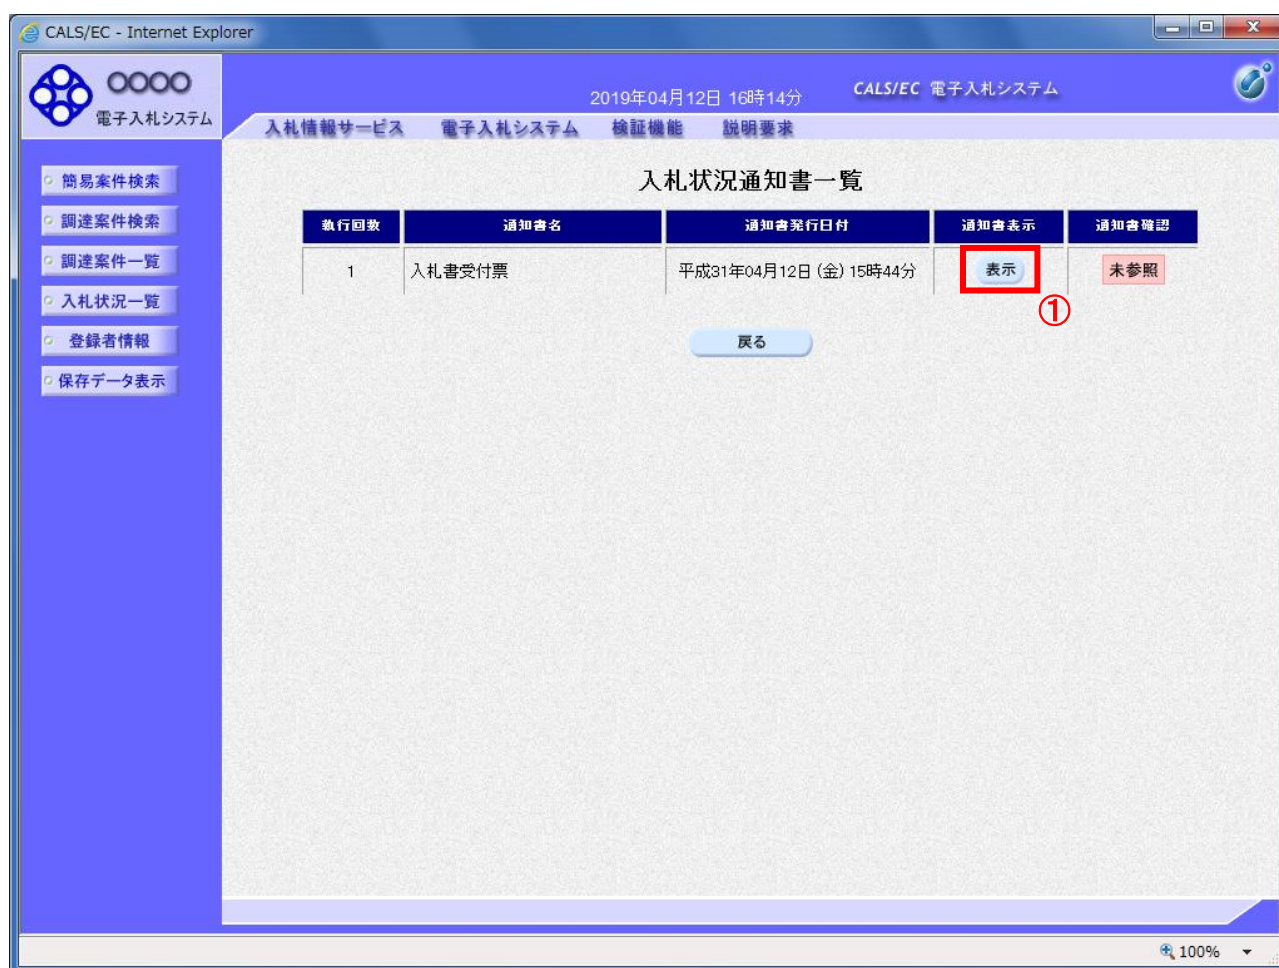 CALS/EC - Internet Explorer
〇〇〇〇
電子入札システム
2019年04月12日 16時14分
CALS/EC 電子入札システム
入札情報サービス 電子入札システム 検証機能 説明要求
簡易案件検索
調達案件検索
調達案件一覧
入札状況一覧
登録者情報
保存データ表示
入札状況通知書一覧
執行回数 通知書名 通知書発行日付 通知書表示 通知書確認
1 入札書受付票 平成31年04月12日(金)15時44分 表示 未参照
①
戻る
100%